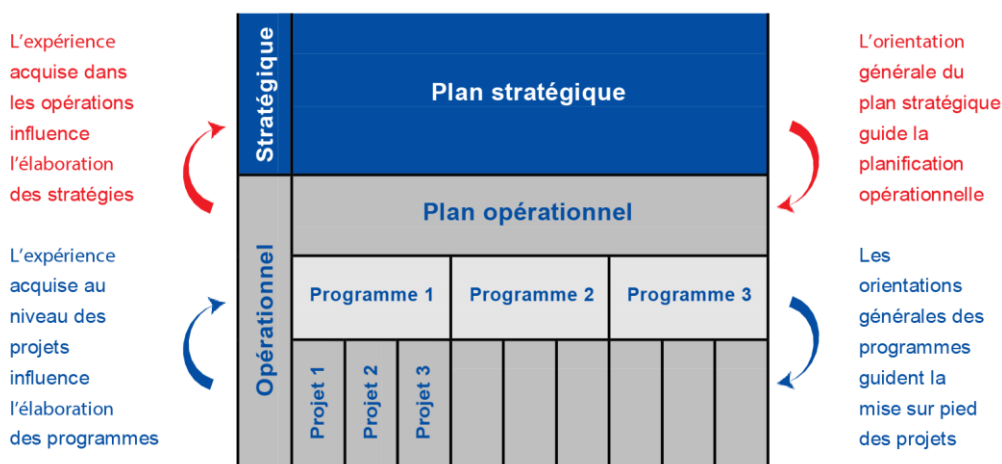 L'expérience
acquise dans
les opérations
influence
l'élaboration
des stratégies
L'expérience
acquise au
niveau des
projets
influence
l'élaboration
des programmes
Stratégique
Plan stratégique
Opérationnel
Plan opérationnel
Programme 1
Programme 2
Programme 3
Projet 1
Projet 2
Projet 3
L'orientation
générale du
plan stratégique
guide la
planification
opérationnelle
Les
orientations
générales des
programmes
guident la
mise sur pied
des projets